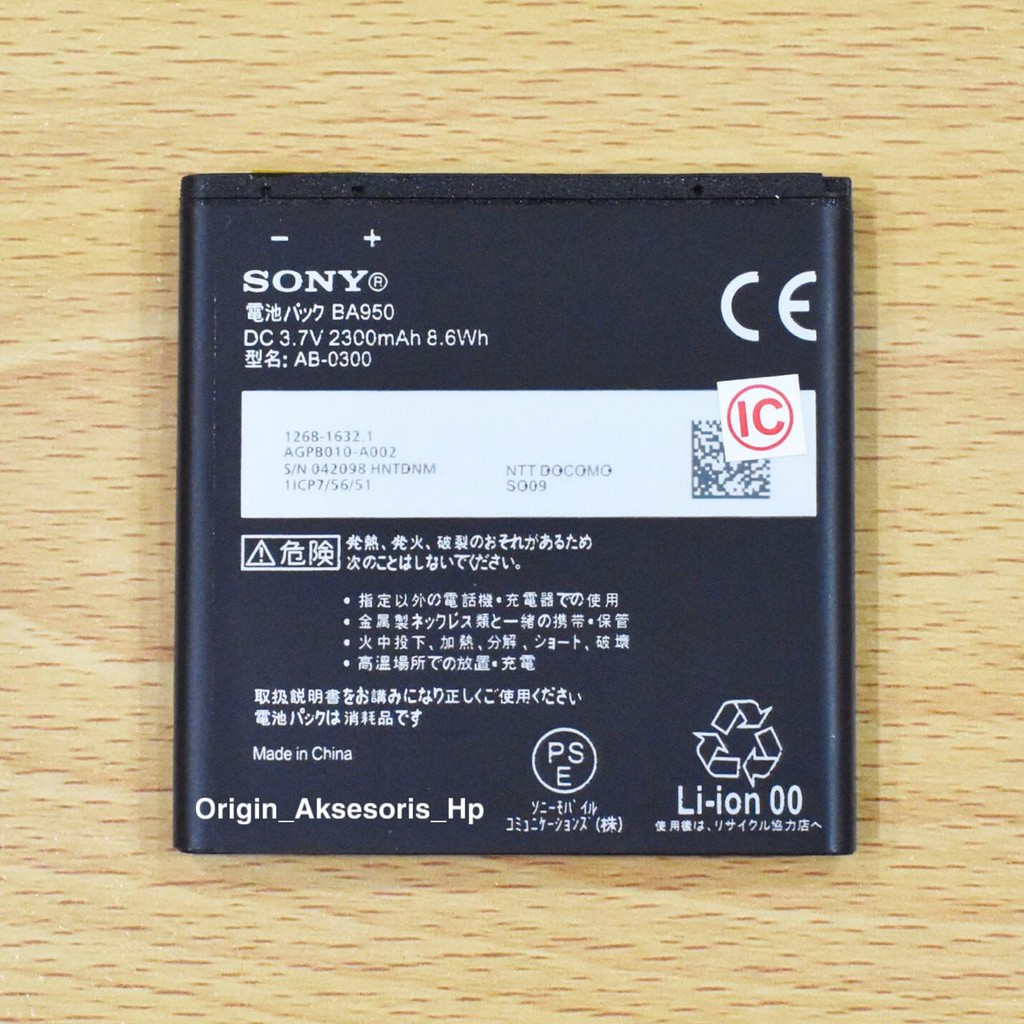 − +
SONY®
電池パック BA950
DC 3.7V 2300mAh 8.6Wh
型名: AB-0300
CE
IC
1268-1632.1
AGPB010-A002
S/N 042098 HNTDNM
1ICP7/56/51
NTT DOCOMO
SO09
危険
発熱、発火、破裂のおそれがあるため
次のことはしないでください。
・指定以外の電話機・充電器での使用
・金属製ネックレス類と一緒の携帯・保管
・火中投下、加熱、分解、ショート、破壊
・高温場所での放置・充電
取扱説明書をお講みになり正しくご使用ください
電池パックは消耗品です
Made in China
PSE
ソニーモバイル
コミュニケーションズ(株)
Li-ion 00
使用後は、リサイクル協力店へ
Origin_Aksesoris_Hp